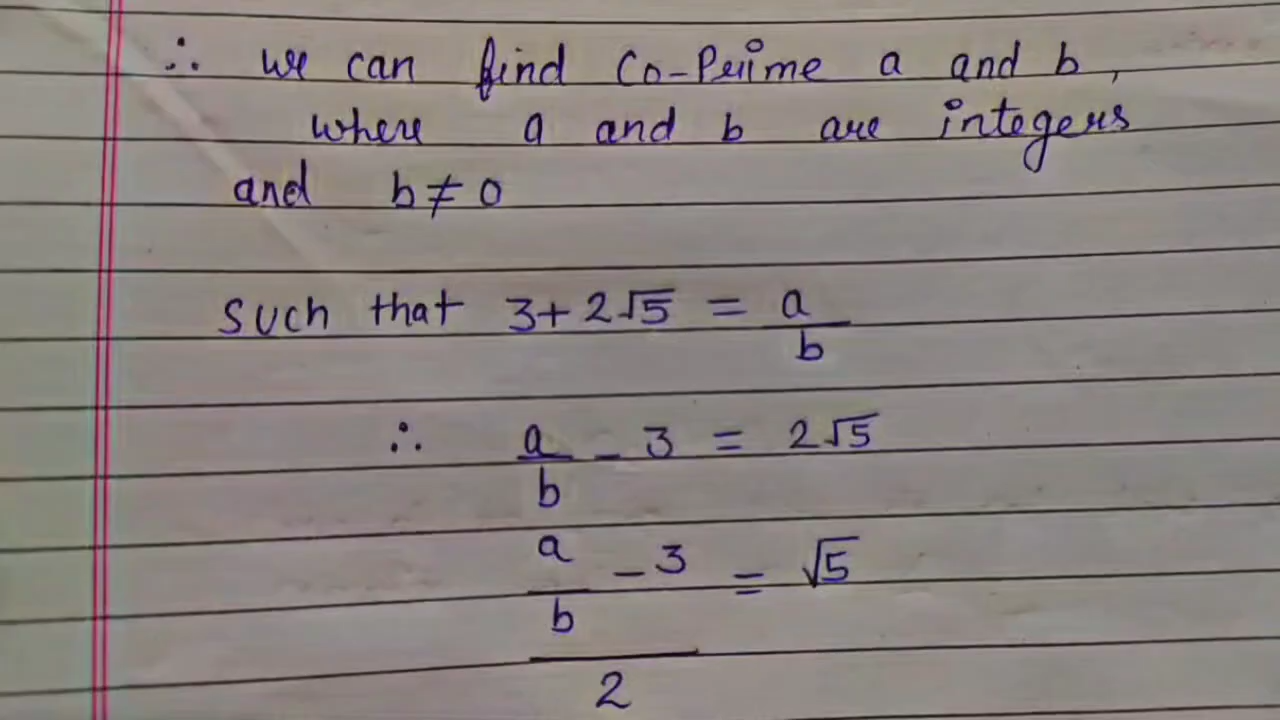 ∴ we can find Co-Prime a and b,
where a and b are integers
and b≠0
such that 3+2√5 = a/b
∴ a/b - 3 = 2√5
(a/b - 3)/2 = √5